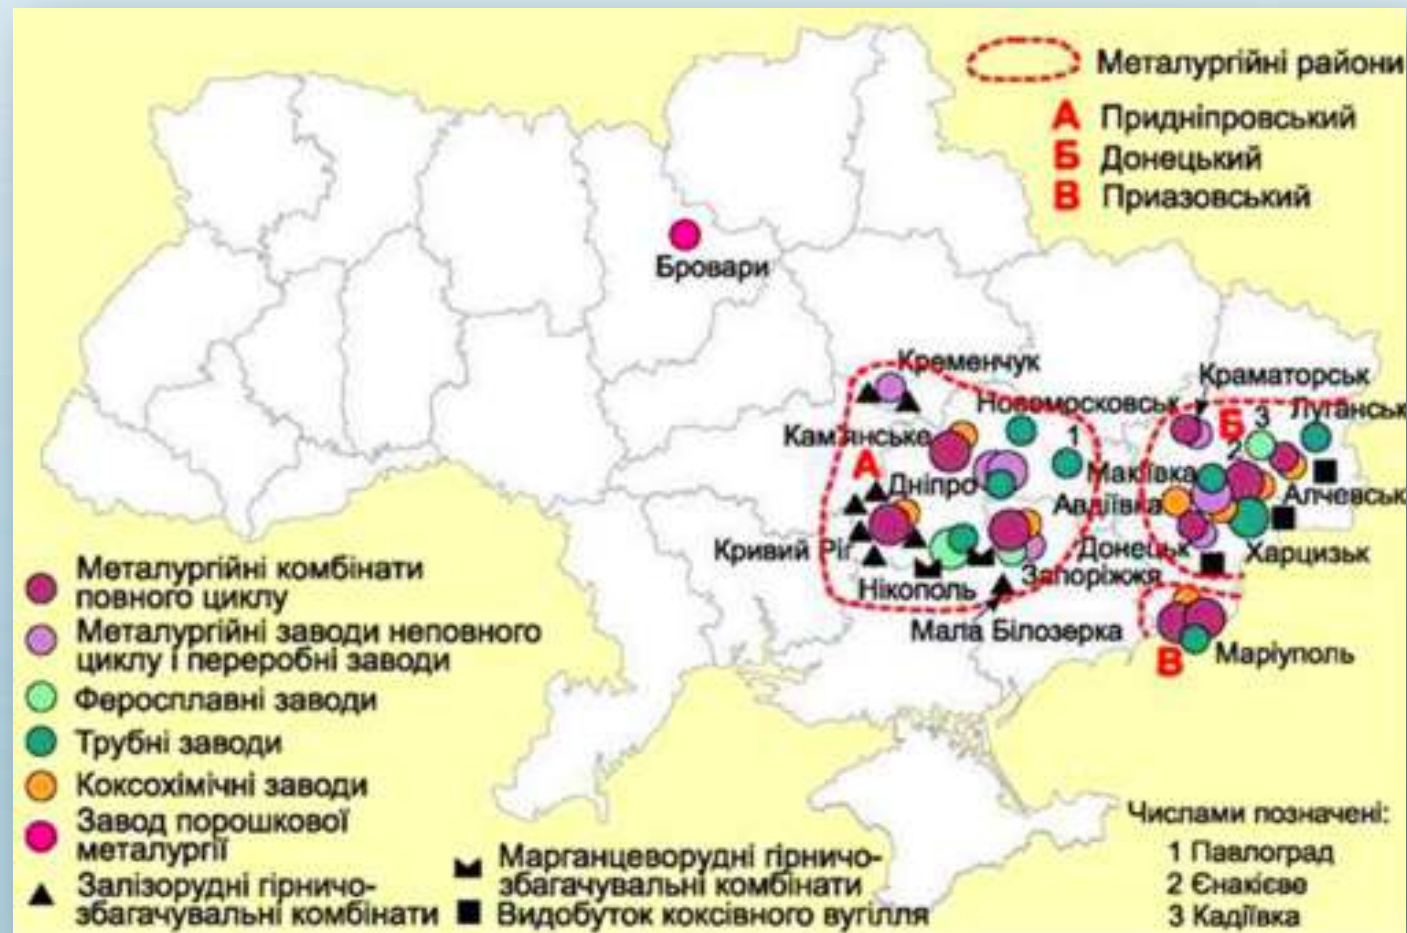 Металургійні райони
А Придніпровський
Б Донецький
В Приазовський
Бровари
Кременчук
Краматорськ
Новомосковськ
Луганськ
Б
3
Кам'янське
1
2
А
Дніпро
Макіївка
Авдіївка
Алчевськ
Кривий Ріг
Донецьк
Харцизьк
Нікополь
Запоріжжя
Мала Білозерка
В
Маріуполь
Металургійні комбінати
повного циклу
Металургійні заводи неповного
циклу і переробні заводи
Феросплавні заводи
Трубні заводи
Коксохімічні заводи
Завод порошкової
металургії
Залізорудні гірничо-
збагачувальні комбінати
Марганцеворудні гірничо-
збагачувальні комбінати
Видобуток коксівного вугілля
Числами позначені:
1 Павлоград
2 Єнакієве
3 Кадіївка